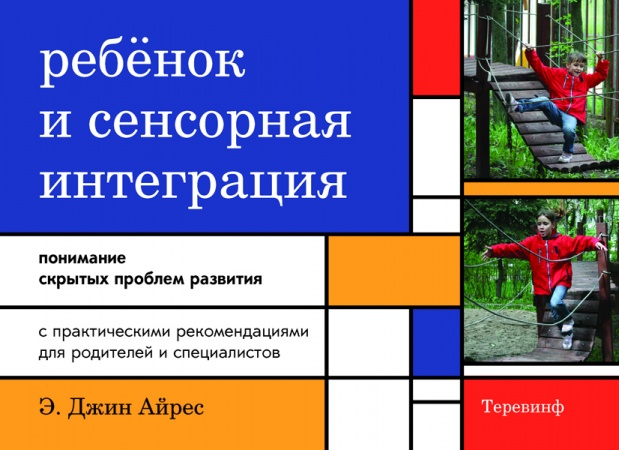 ребёнок
и сенсорная
интеграция
понимание
скрытых проблем развития
с практическими рекомендациями
для родителей и специалистов
Э. Джин Айрес
Теревинф